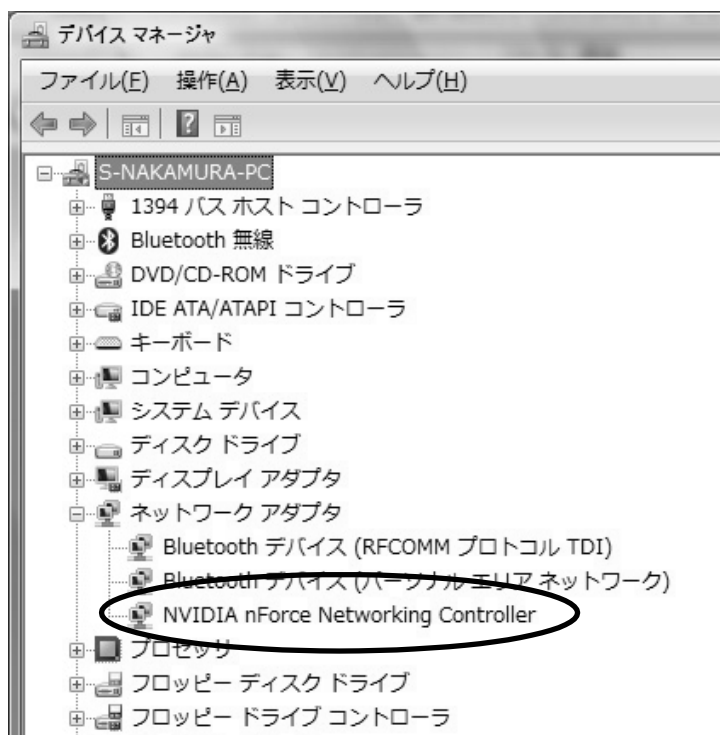 デバイス マネージャ
ファイル(F) 操作(A) 表示(V) ヘルプ(H)
S-NAKAMURA-PC
1394 バス ホスト コントローラ
Bluetooth 無線
DVD/CD-ROM ドライブ
IDE ATA/ATAPI コントローラ
キーボード
コンピュータ
システム デバイス
ディスク ドライブ
ディスプレイ アダプタ
ネットワーク アダプタ
Bluetooth デバイス (RFCOMM プロトコル TDI)
Bluetooth デバイス (パーソナル エリア ネットワーク)
NVIDIA nForce Networking Controller
プロセッサ
フロッピー ディスク ドライブ
フロッピー ドライブ コントローラ